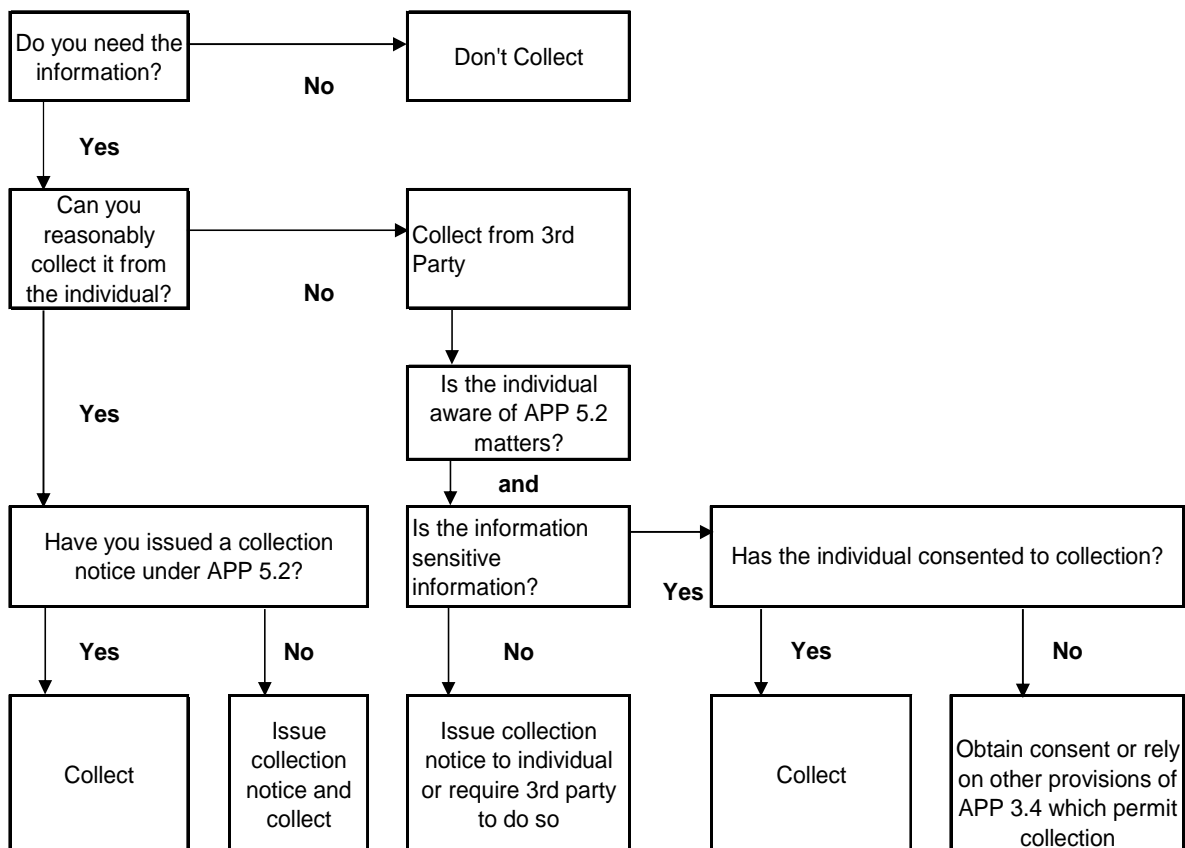 Do you need the
information?
Don't Collect
No
Yes
Can you
reasonably
collect it from
the individual?
Collect from 3rd
Party
No
Is the individual
aware of APP 5.2
matters?
Yes
and
Have you issued a collection
notice under APP 5.2?
Is the information
sensitive
information?
Has the individual consented to collection?
Yes
Yes
No
No
Yes
No
Collect
Issue
collection
notice and
collect
Issue collection
notice to individual
or require 3rd party
to do so
Collect
Obtain consent or rely
on other provisions of
APP 3.4 which permit
collection